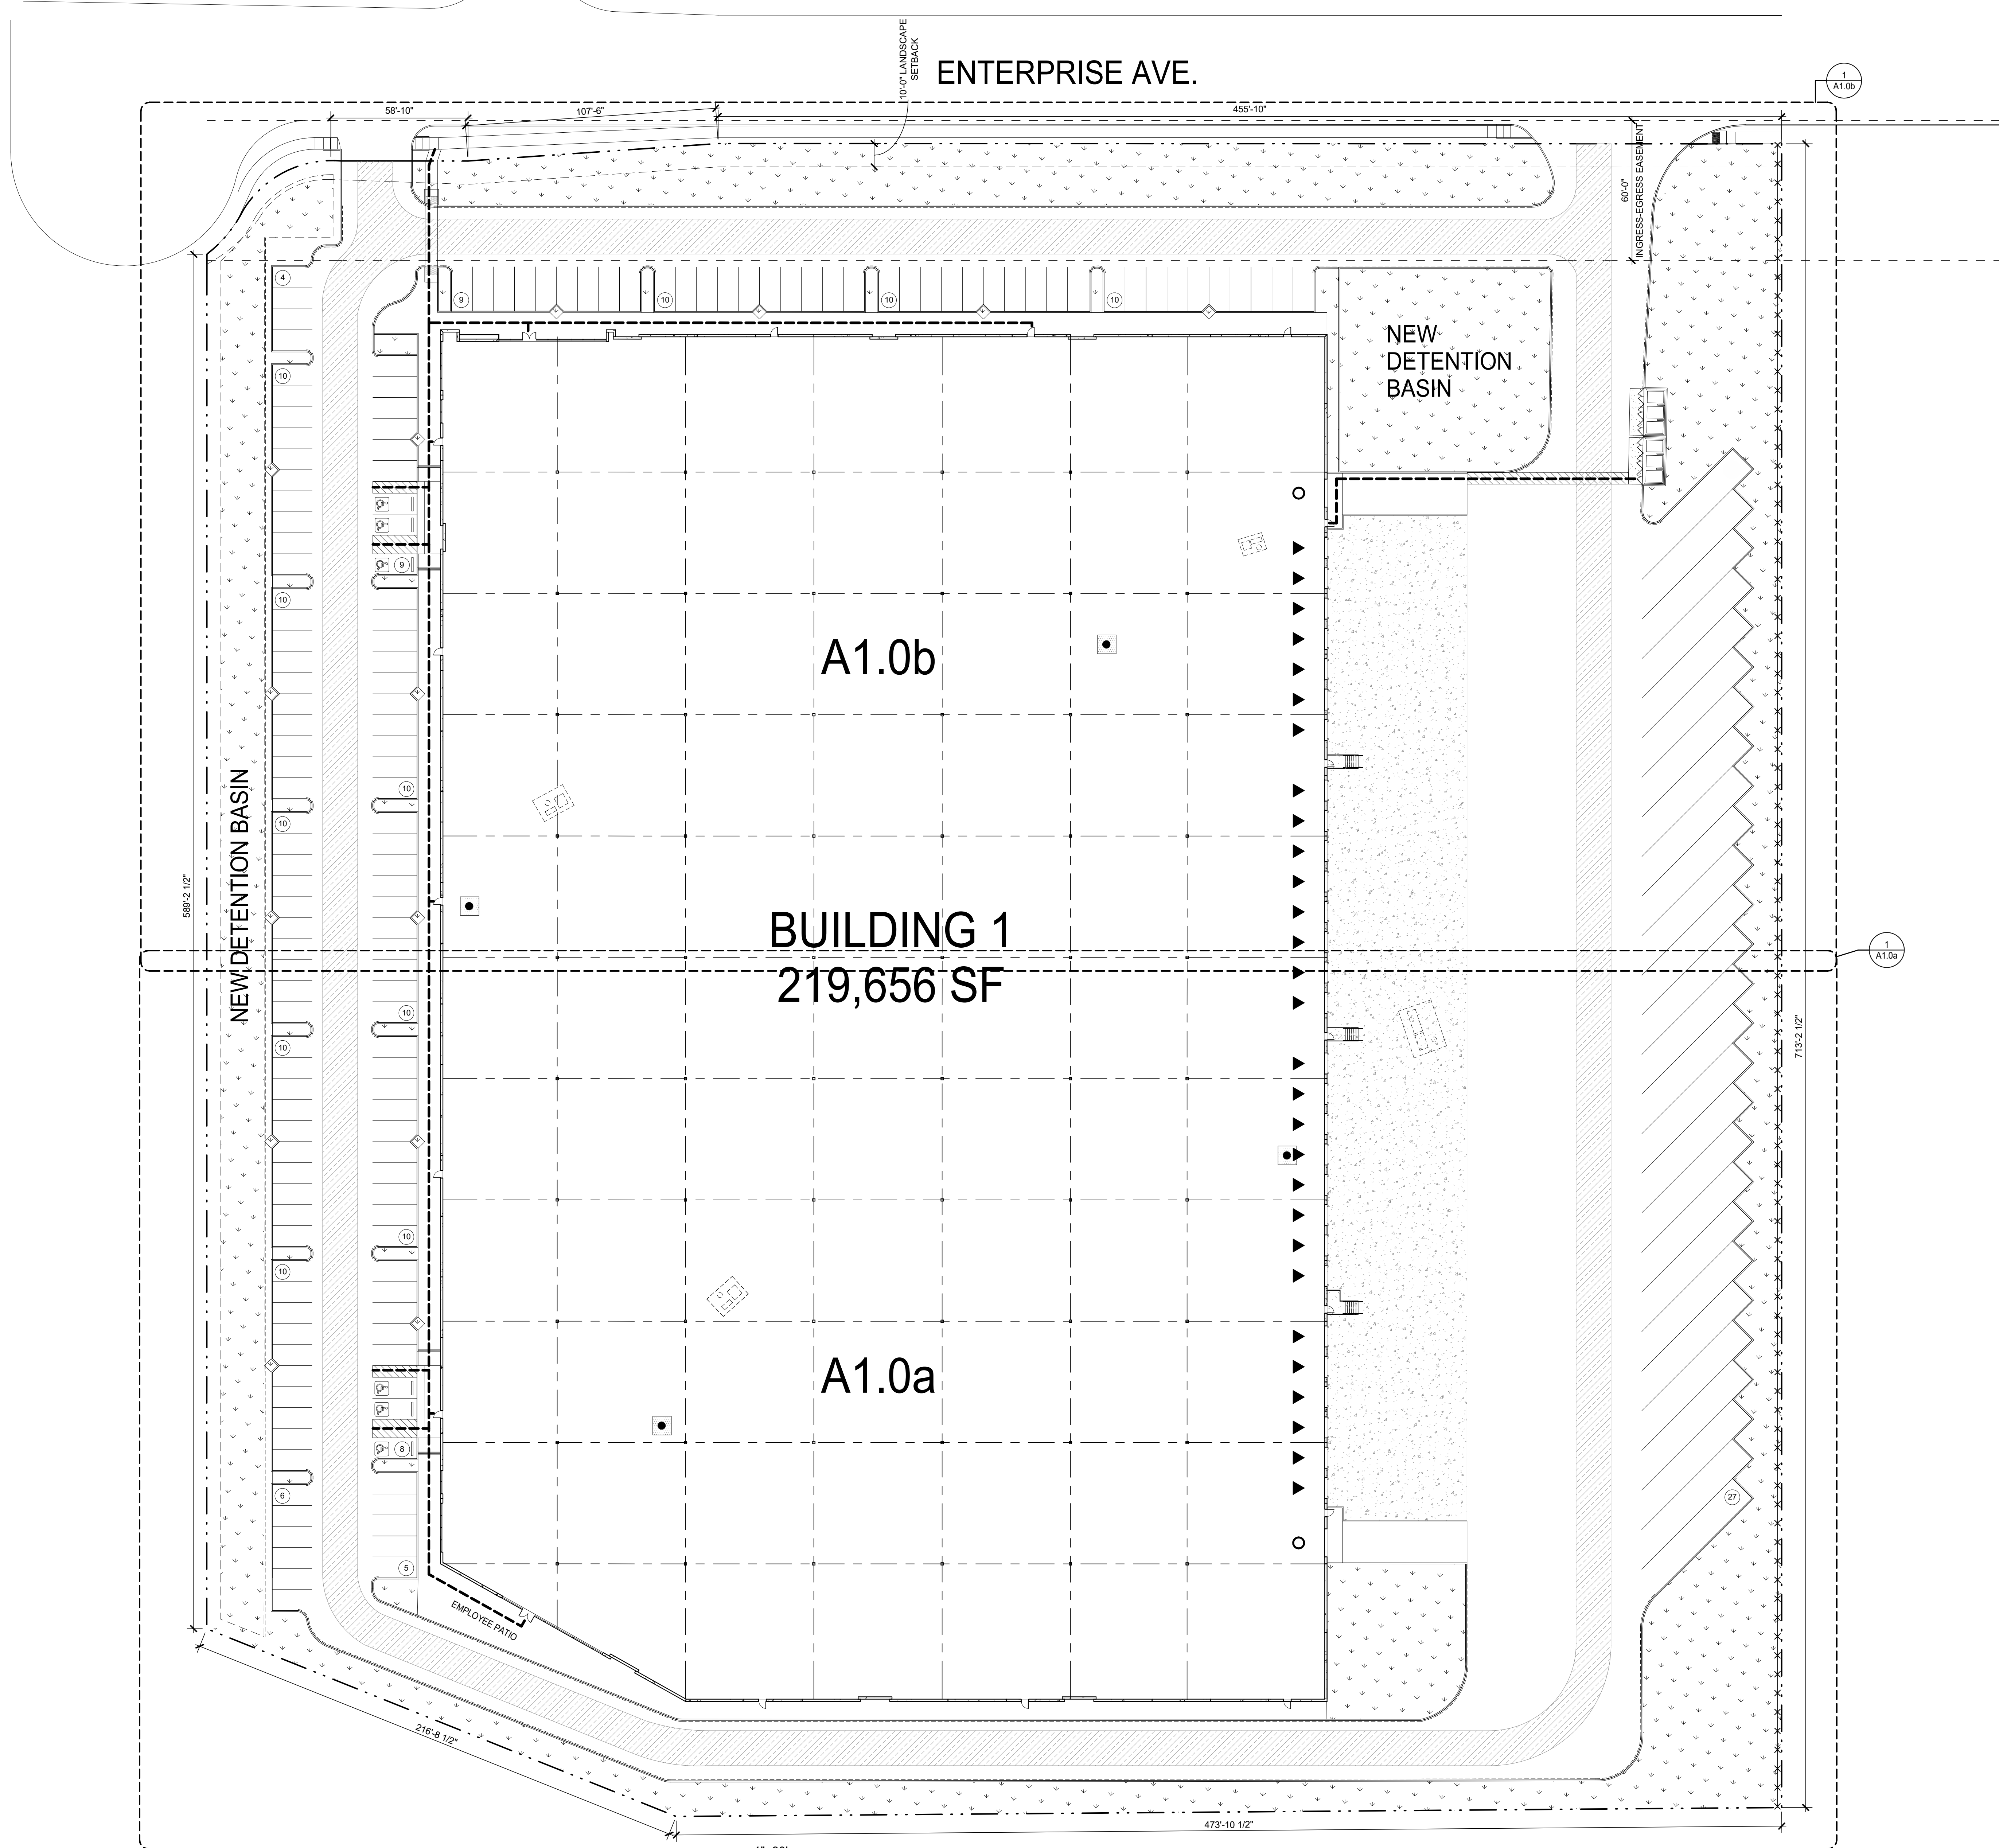 10'-0" LANDSCAPE
SETBACK
ENTERPRISE AVE.
1
A1.0b
58'-10"
107'-6"
455'-10"
60'-0"
INGRESS-EGRESS EASEMENT
4
9
10
10
10
NEW
DETENTION
BASIN
10
9
10
A1.0b
10
10
NEW DETENTION BASIN
589'-2 1/2"
BUILDING 1
219,656 SF
1
A1.0a
10
10
713'-2 1/2"
10
10
A1.0a
8
6
27
5
EMPLOYEE PATIO
216'-8 1/2"
473'-10 1/2"